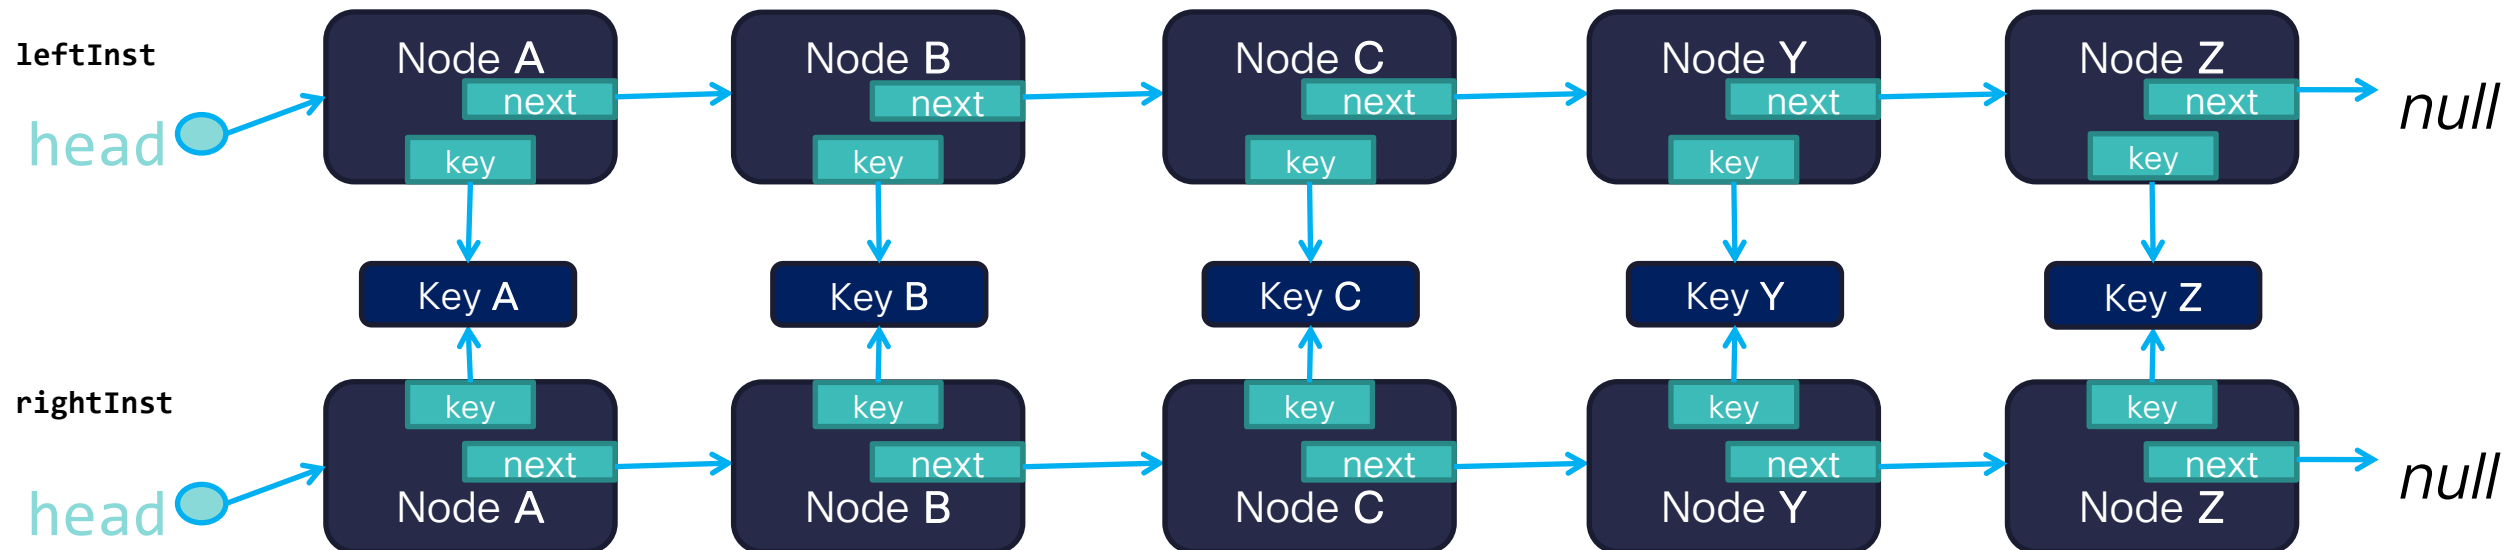 leftInst
head
Node A
next
key
Node B
next
key
Node C
next
key
Node Y
next
key
Node Z
next
key
null
Key A
Key B
Key C
Key Y
Key Z
rightInst
head
key
next
Node A
key
next
Node B
key
next
Node C
key
next
Node Y
key
next
Node Z
null